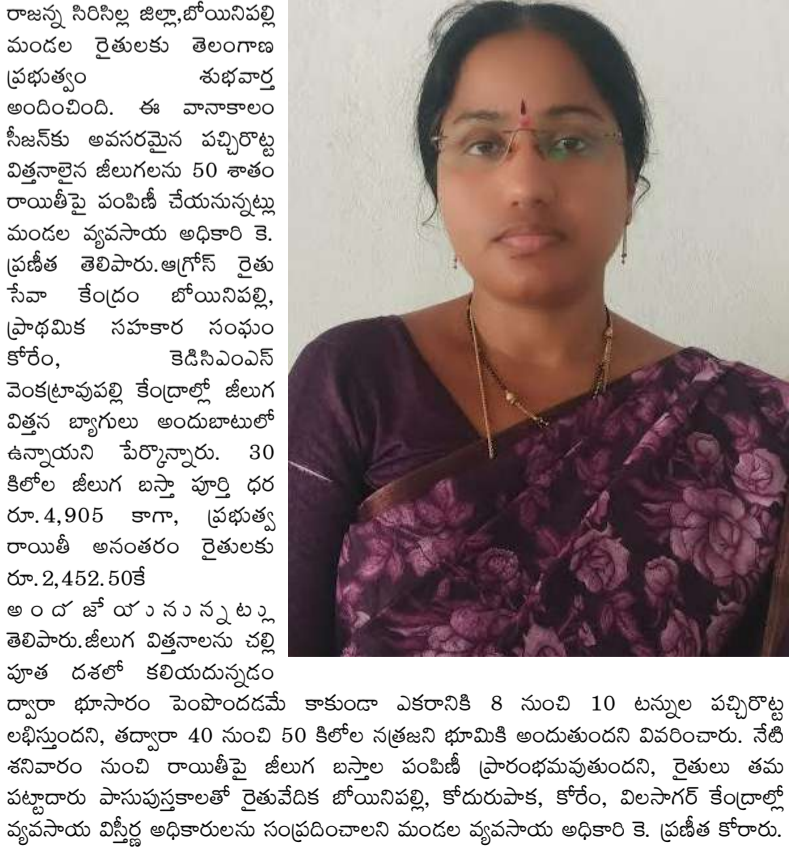 రాజన్న సిరిసిల్ల జిల్లా,బోయినిపల్లి
మండల రైతులకు తెలంగాణ
ప్రభుత్వం శుభవార్త
అందించింది. ఈ వానాకాలం
సీజన్‌కు అవసరమైన పచ్చిరొట్ట
విత్తనాలైన జీలుగలను 50 శాతం
రాయితీపై పంపిణీ చేయనున్నట్లు
మండల వ్యవసాయ అధికారి కె.
ప్రణీత తెలిపారు.ఆగ్రోస్ రైతు
సేవా కేంద్రం బోయినిపల్లి,
ప్రాథమిక సహకార సంఘం
కోరేం, కెడిసిఎంఎస్
వెంకట్రావుపల్లి కేంద్రాల్లో జీలుగ
విత్తన బ్యాగులు అందుబాటులో
ఉన్నాయని పేర్కొన్నారు. 30
కిలోల జీలుగ బస్తా పూర్తి ధర
రూ.4,905 కాగా, ప్రభుత్వ
రాయితీ అనంతరం రైతులకు
రూ.2,452.50కే
అందజేయనున్నట్లు
తెలిపారు.జీలుగ విత్తనాలను చల్లి
పూత దశలో కలియదున్నడం
ద్వారా భూసారం పెంపొందడమే కాకుండా ఎకరానికి 8 నుంచి 10 టన్నుల పచ్చిరొట్ట
లభిస్తుందని, తద్వారా 40 నుంచి 50 కిలోల నత్రజని భూమికి అందుతుందని వివరించారు. నేటి
శనివారం నుంచి రాయితీపై జీలుగ బస్తాల పంపిణీ ప్రారంభమవుతుందని, రైతులు తమ
పట్టాదారు పాసుపుస్తకాలతో రైతువేదిక బోయినిపల్లి, కోదురుపాక, కోరేం, విలసాగర్ కేంద్రాల్లో
వ్యవసాయ విస్తీర్ణ అధికారులను సంప్రదించాలని మండల వ్యవసాయ అధికారి కె. ప్రణీత కోరారు.